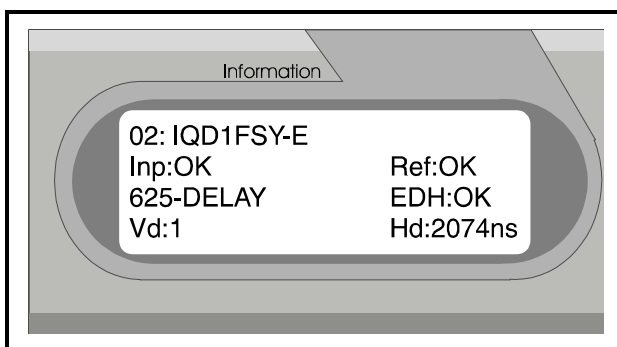 Information
02: IQD1FSY-E
Inp:OK Ref:OK
625-DELAY EDH:OK
Vd:1 Hd:2074ns